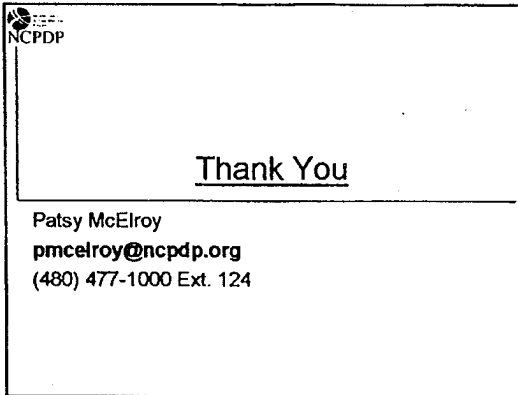 NCPDP
Thank You
Patsy McElroy
pmcelroy@ncpdp.org
(480) 477-1000 Ext. 124